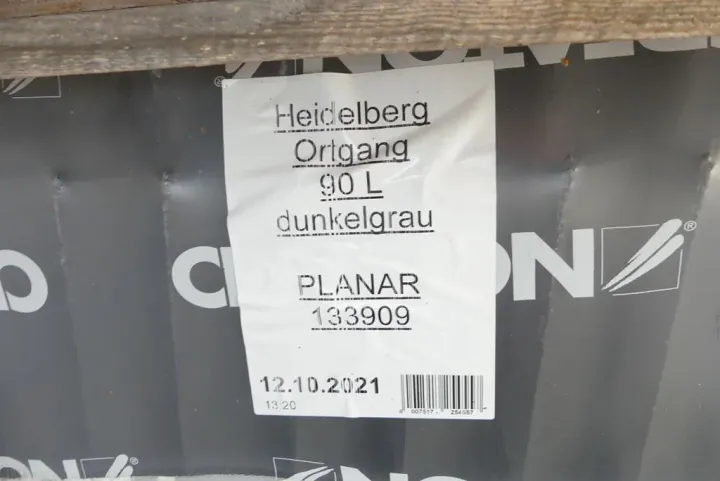 Heidelberg
Ortgang
90 L
dunkelgrau
PLANAR
133909
12.10.2021
13:20